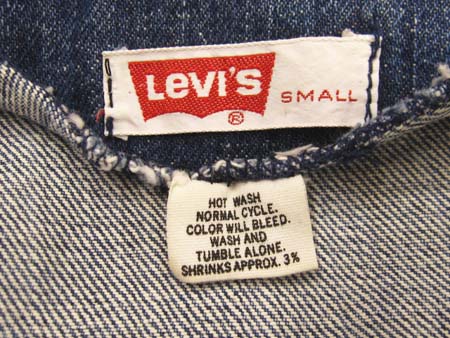 LEVI'S ® SMALL
HOT WASH
NORMAL CYCLE.
COLOR WILL BLEED.
WASH AND
TUMBLE ALONE.
SHRINKS APPROX. 3%